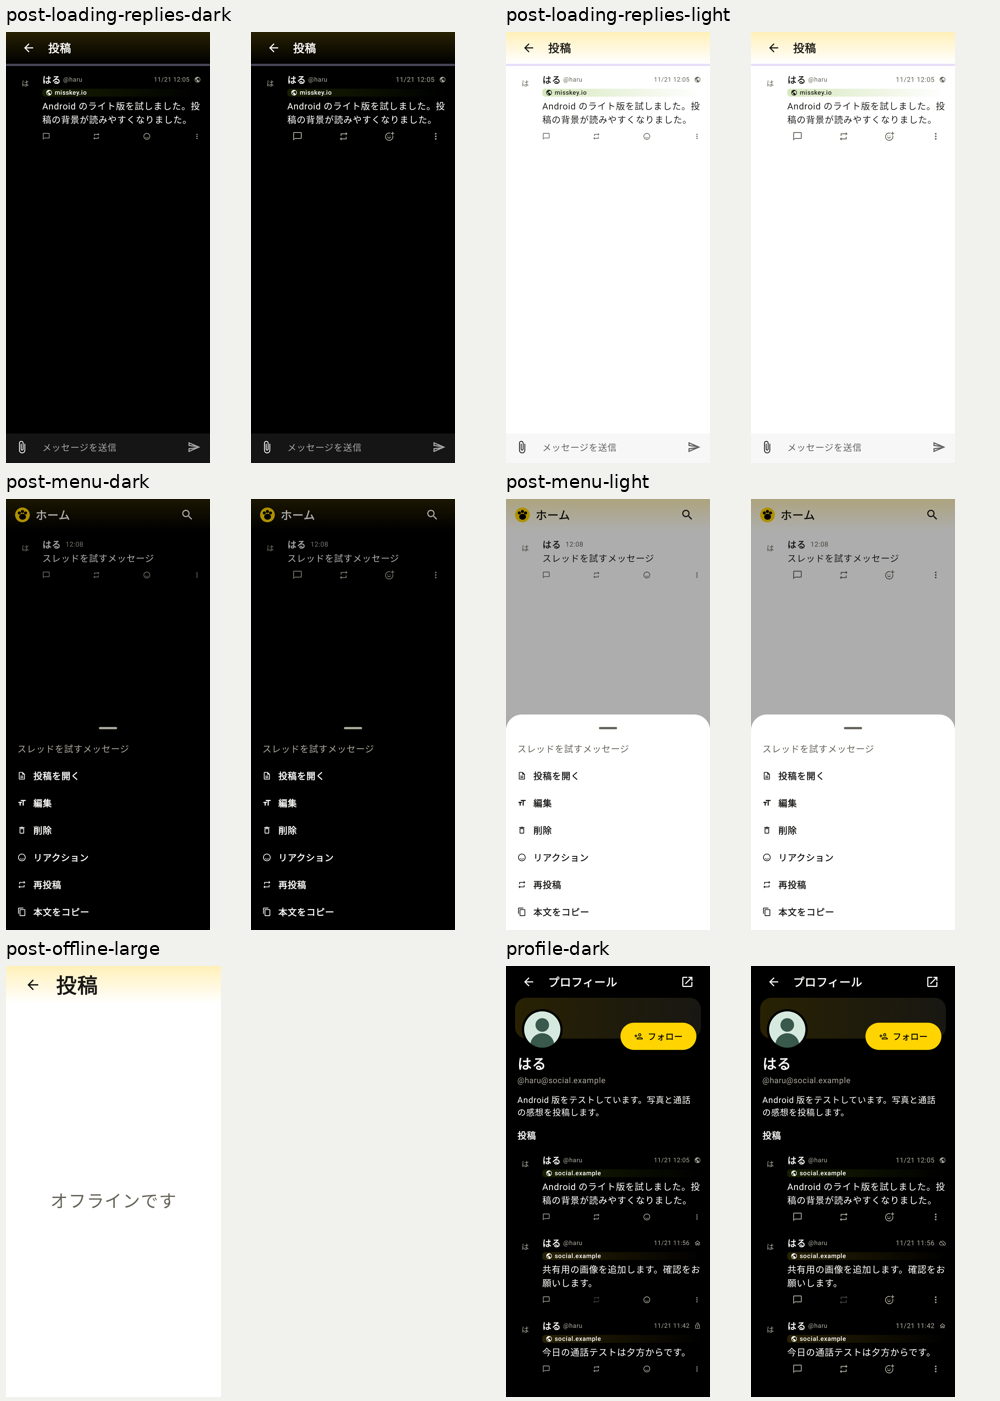 post-loading-replies-dark
投稿
は はる @haru 11/21 12:05
misskey.io
Android のライト版を試しました。投
稿の背景が読みやすくなりました。
メッセージを送信
投稿
は はる @haru 11/21 12:05
misskey.io
Android のライト版を試しました。投
稿の背景が読みやすくなりました。
メッセージを送信
post-loading-replies-light
投稿
は はる @haru 11/21 12:05
misskey.io
Android のライト版を試しました。投
稿の背景が読みやすくなりました。
メッセージを送信
投稿
は はる @haru 11/21 12:05
misskey.io
Android のライト版を試しました。投
稿の背景が読みやすくなりました。
メッセージを送信
post-menu-dark
ホーム
は はる 12:08
スレッドを試すメッセージ
スレッドを試すメッセージ
投稿を開く
編集
削除
リアクション
再投稿
本文をコピー
ホーム
は はる 12:08
スレッドを試すメッセージ
スレッドを試すメッセージ
投稿を開く
編集
削除
リアクション
再投稿
本文をコピー
post-menu-light
ホーム
は はる 12:08
スレッドを試すメッセージ
スレッドを試すメッセージ
投稿を開く
編集
削除
リアクション
再投稿
本文をコピー
ホーム
は はる 12:08
スレッドを試すメッセージ
スレッドを試すメッセージ
投稿を開く
編集
削除
リアクション
再投稿
本文をコピー
post-offline-large
投稿
オフラインです
profile-dark
プロフィール
フォロー
はる
@haru@social.example
Android 版をテストしています。写真と通話
の感想を投稿します。
投稿
は はる @haru 11/21 12:05
social.example
Android のライト版を試しました。投
稿の背景が読みやすくなりました。
は はる @haru 11/21 11:56
social.example
共有用の画像を追加します。確認をお
願いします。
は はる @haru 11/21 11:42
social.example
今日の通話テストは夕方からです。
プロフィール
フォロー
はる
@haru@social.example
Android 版をテストしています。写真と通話
の感想を投稿します。
投稿
は はる @haru 11/21 12:05
social.example
Android のライト版を試しました。投
稿の背景が読みやすくなりました。
は はる @haru 11/21 11:56
social.example
共有用の画像を追加します。確認をお
願いします。
は はる @haru 11/21 11:42
social.example
今日の通話テストは夕方からです。